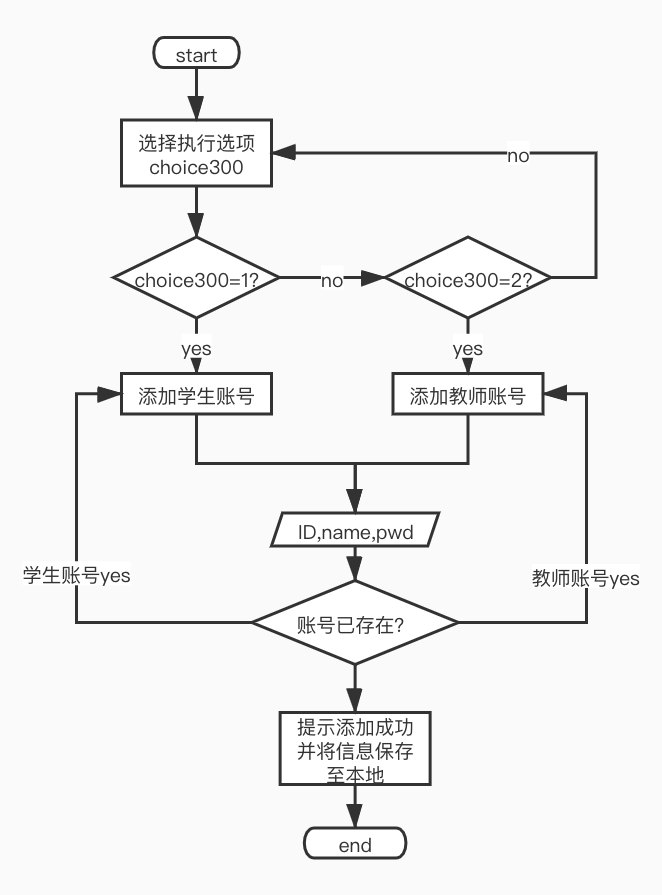 start
选择执行选项
choice300
no
choice300=1?
no
choice300=2?
yes
yes
添加学生账号
添加教师账号
ID,name,pwd
学生账号yes
教师账号yes
账号已存在?
提示添加成功
并将信息保存
至本地
end